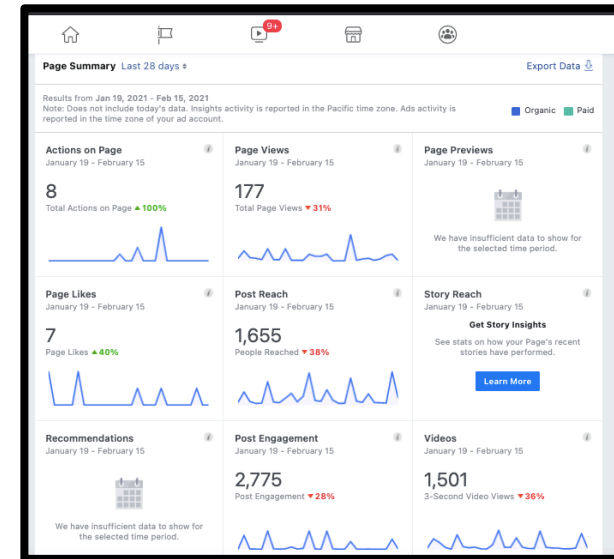 9+
Page Summary Last 28 days
Export Data
Results from Jan 19, 2021 - Feb 15, 2021
Note: Does not include today's data. Insights activity is reported in the Pacific time zone. Ads activity is
reported in the time zone of your ad account.
Organic Paid
Actions on Page
January 19 - February 15
8
Total Actions on Page ▲100%
Page Views
January 19 - February 15
177
Total Page Views ▼31%
Page Previews
January 19 - February 15
We have insufficient data to show for
the selected time period.
Page Likes
January 19 - February 15
7
Page Likes ▲40%
Post Reach
January 19 - February 15
1,655
People Reached ▼38%
Story Reach
January 19 - February 15
Get Story Insights
See stats on how your Page's recent
stories have performed.
Learn More
Recommendations
January 19 - February 15
We have insufficient data to show for
the selected time period.
Post Engagement
January 19 - February 15
2,775
Post Engagement ▼28%
Videos
January 19 - February 15
1,501
3-Second Video Views ▼36%